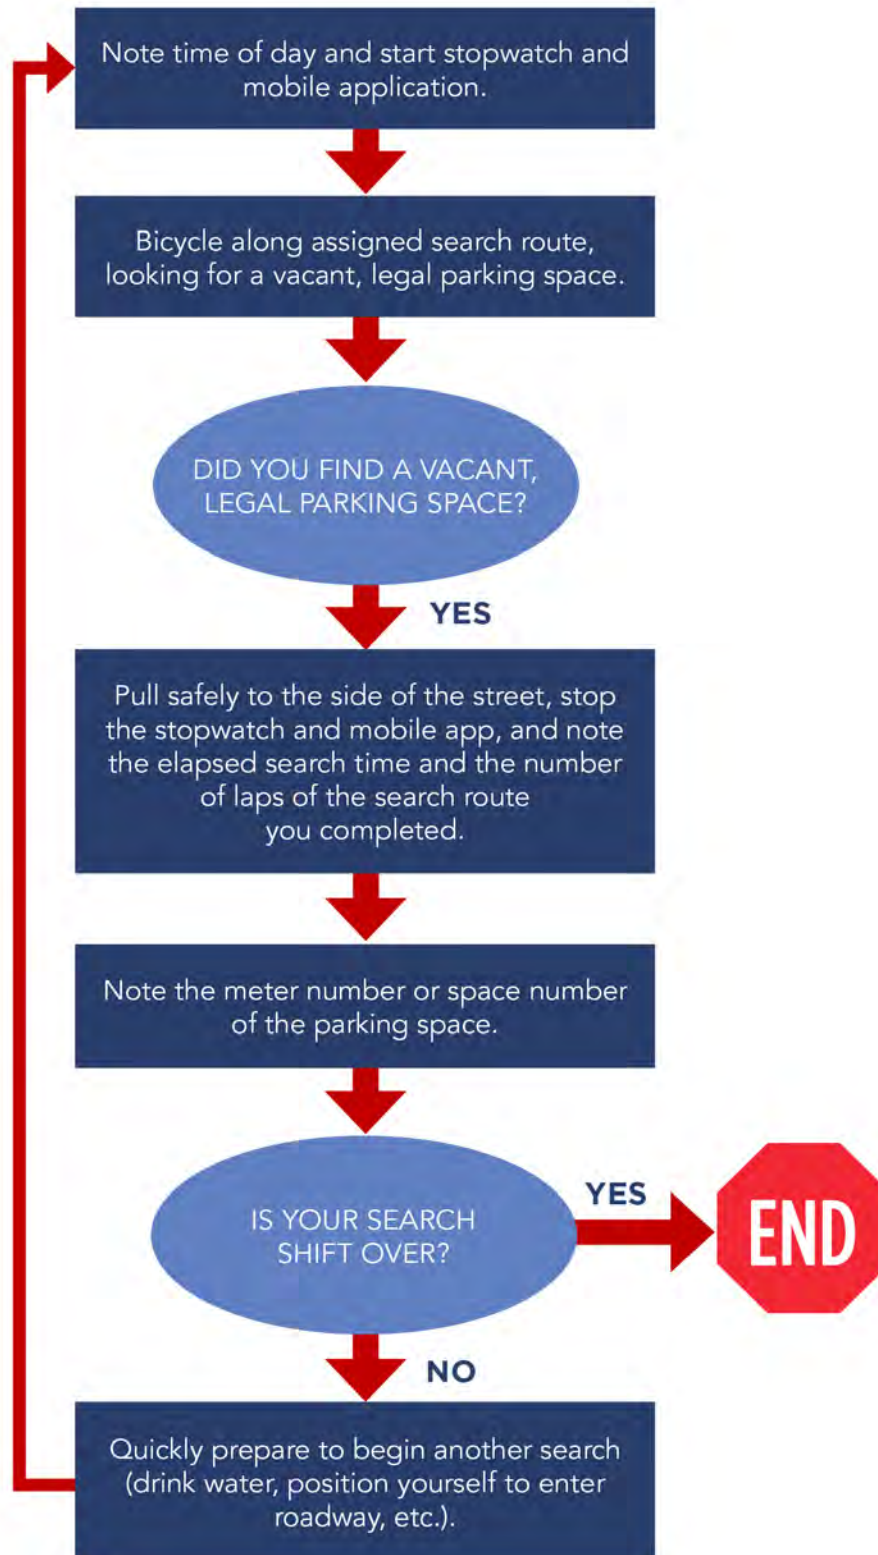 Note time of day and start stopwatch and
mobile application.
Bicycle along assigned search route,
looking for a vacant, legal parking space.
DID YOU FIND A VACANT,
LEGAL PARKING SPACE?
YES
Pull safely to the side of the street, stop
the stopwatch and mobile app, and note
the elapsed search time and the number
of laps of the search route
you completed.
Note the meter number or space number
of the parking space.
IS YOUR SEARCH
SHIFT OVER?
YES
END
NO
Quickly prepare to begin another search
(drink water, position yourself to enter
roadway, etc.).